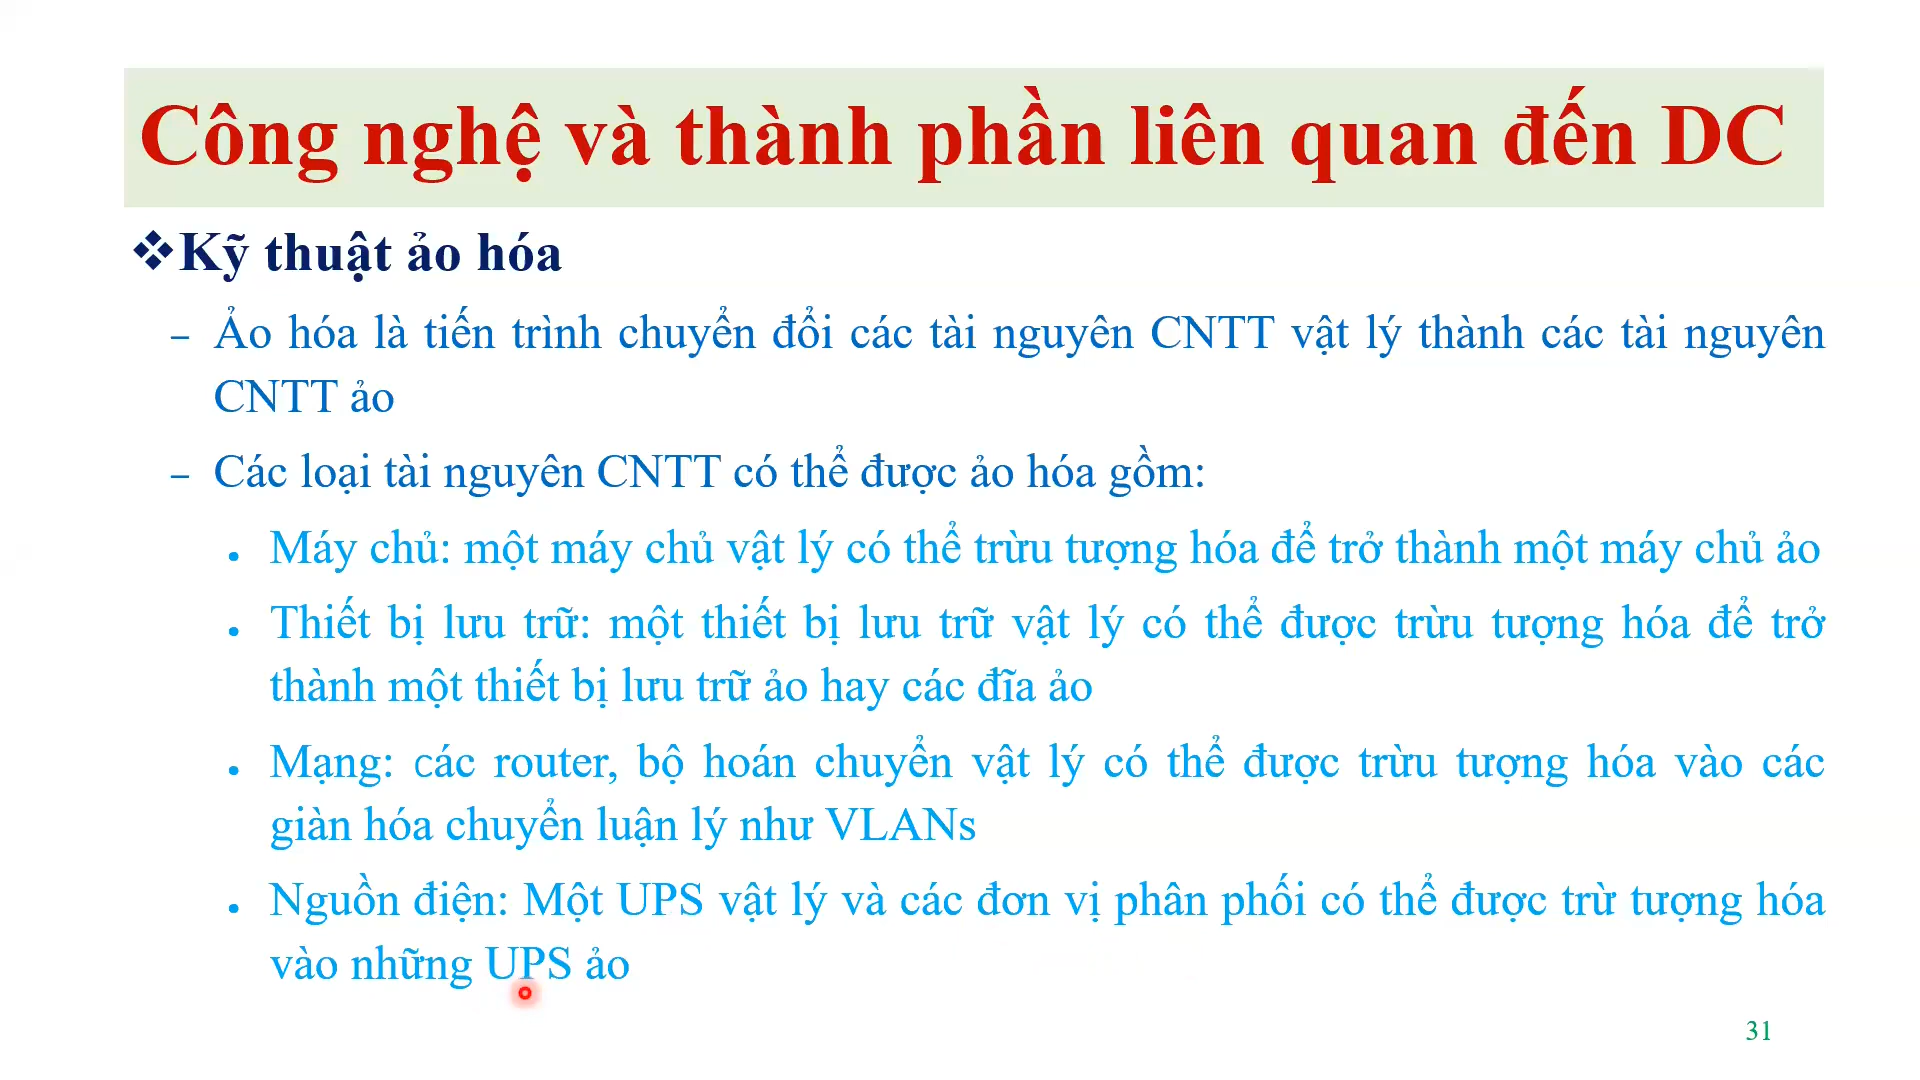 Công nghệ và thành phần liên quan đến DC
❖Kỹ thuật ảo hóa
– Ảo hóa là tiến trình chuyển đổi các tài nguyên CNTT vật lý thành các tài nguyên
CNTT ảo
– Các loại tài nguyên CNTT có thể được ảo hóa gồm:
• Máy chủ: một máy chủ vật lý có thể trừu tượng hóa để trở thành một máy chủ ảo
• Thiết bị lưu trữ: một thiết bị lưu trữ vật lý có thể được trừu tượng hóa để trở
thành một thiết bị lưu trữ ảo hay các đĩa ảo
• Mạng: các router, bộ hoán chuyển vật lý có thể được trừu tượng hóa vào các
giàn hóa chuyển luận lý như VLANs
• Nguồn điện: Một UPS vật lý và các đơn vị phân phối có thể được trừ tượng hóa
vào những UPS ảo
31